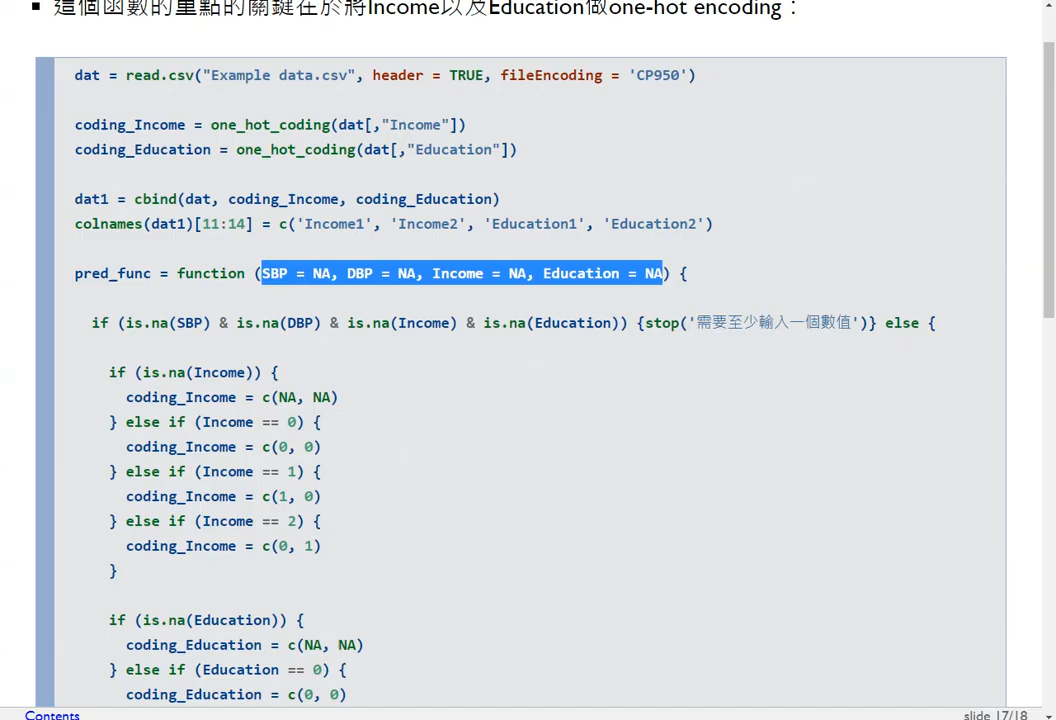 ▪ 這個函數的重點的關鍵在於將Income以及Education做one-hot encoding：
dat = read.csv("Example data.csv", header = TRUE, fileEncoding = 'CP950')
coding_Income = one_hot_coding(dat[,"Income"])
coding_Education = one_hot_coding(dat[,"Education"])
dat1 = cbind(dat, coding_Income, coding_Education)
colnames(dat1)[11:14] = c('Income1', 'Income2', 'Education1', 'Education2')
pred_func = function (SBP = NA, DBP = NA, Income = NA, Education = NA) {
if (is.na(SBP) & is.na(DBP) & is.na(Income) & is.na(Education)) {stop('需要至少輸入一個數值')} else {
if (is.na(Income)) {
coding_Income = c(NA, NA)
} else if (Income == 0) {
coding_Income = c(0, 0)
} else if (Income == 1) {
coding_Income = c(1, 0)
} else if (Income == 2) {
coding_Income = c(0, 1)
}
if (is.na(Education)) {
coding_Education = c(NA, NA)
} else if (Education == 0) {
coding_Education = c(0, 0)
Contents
slide 17/18